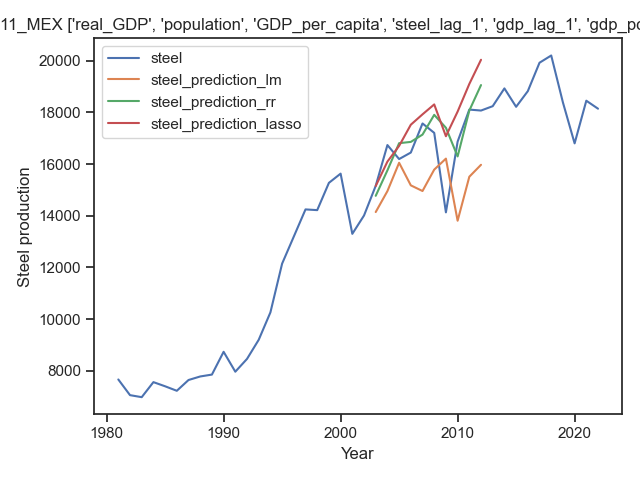 11_MEX ['real_GDP', 'population', 'GDP_per_capita', 'steel_lag_1', 'gdp_lag_1', 'gdp_po
steel
steel_prediction_lm
steel_prediction_rr
steel_prediction_lasso
Steel production
20000
18000
16000
14000
12000
10000
8000
1980 1990 2000 2010 2020
Year